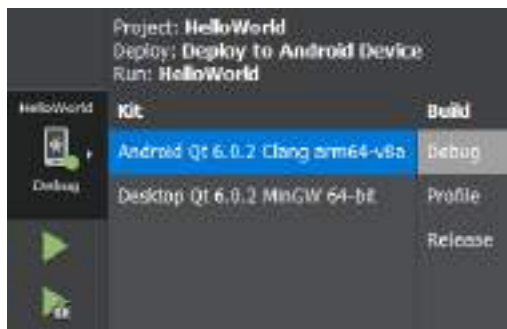 Project: HelloWorld
Deploy: Deploy to Android Device
Run: HelloWorld
HelloWorld
Debug
Kit
Android Qt 6.0.2 Clang arm64-v8a
Desktop Qt 6.0.2 MinGW 64-bit
Build
Debug
Profile
Release